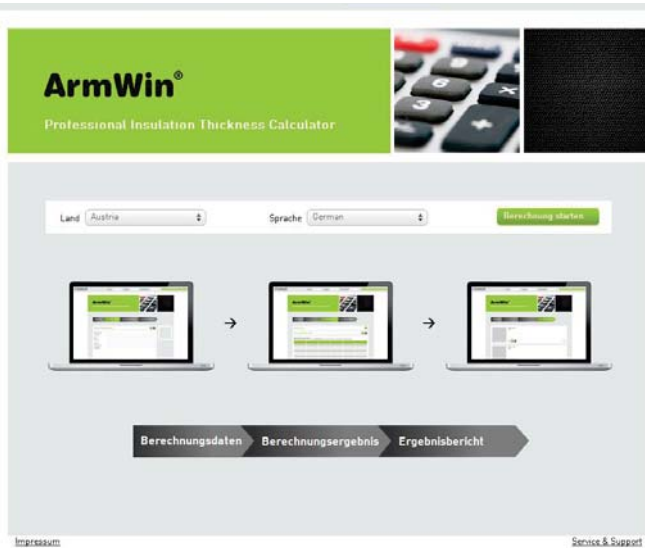 ArmWin®
Professional Insulation Thickness Calculator
Land Austria Sprache German Berechnung starten
Berechnungsdaten Berechnungsergebnis Ergebnisbericht
Impressum Service & Support